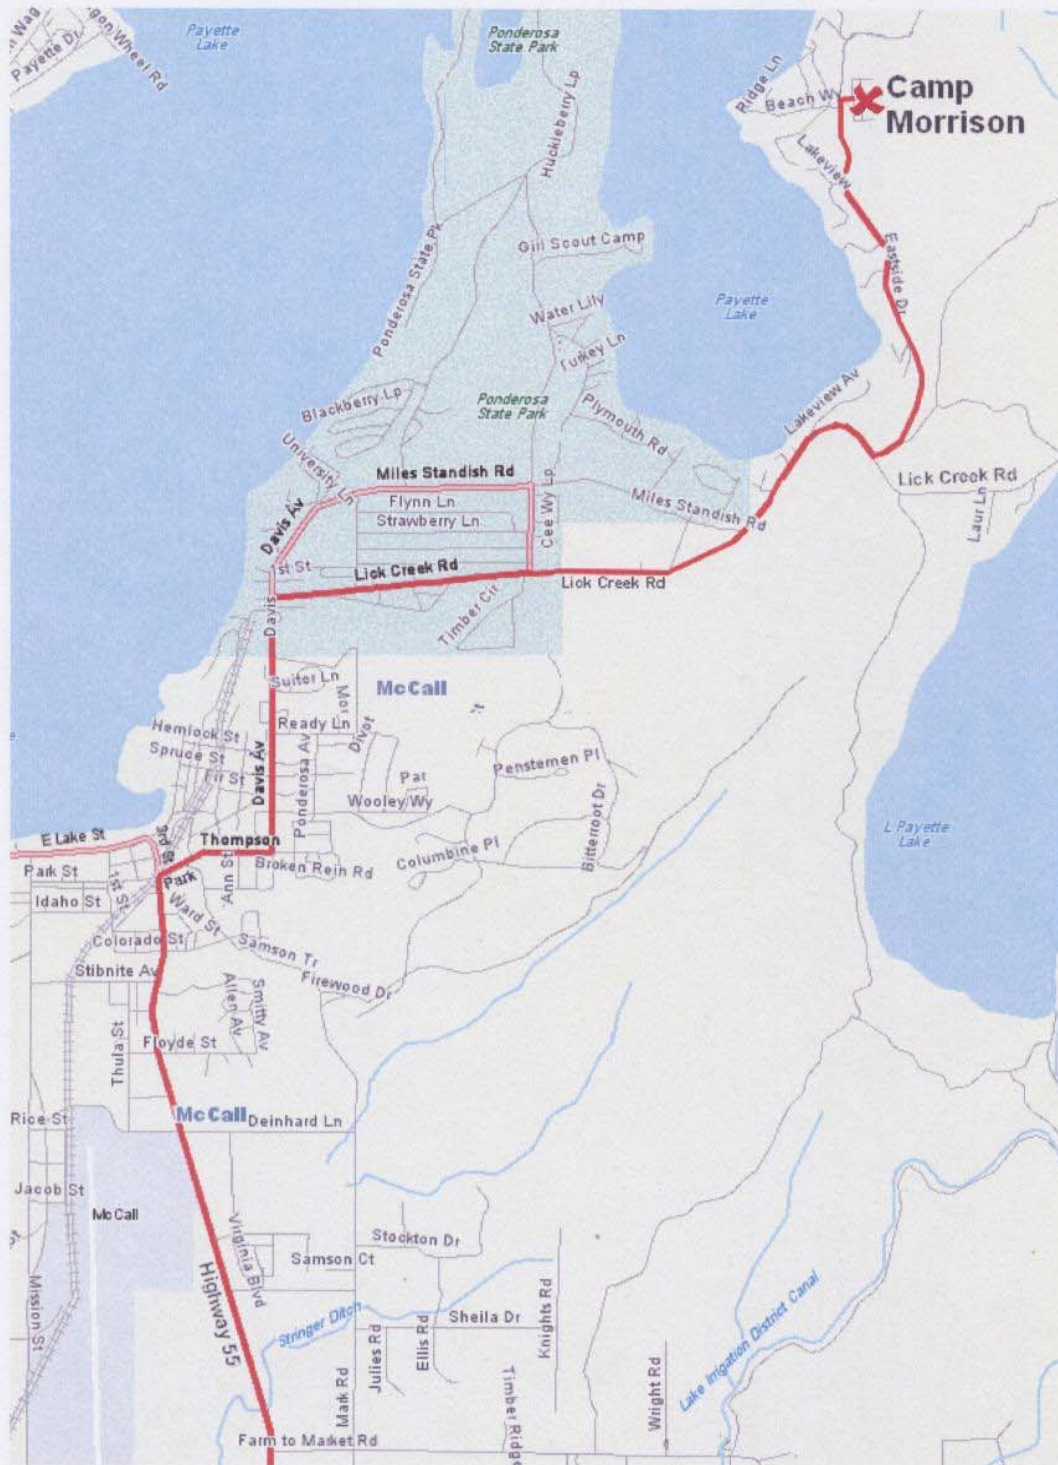 Wag
gon Wheel Rd
Payette Dr
Payette
Lake
Ponderosa
State Park
Ridge Ln
Beach Wy
Camp
Morrison
Huckleberry Lp
Lakeview
Girl Scout Camp
Eastside Dr
Ponderosa State Pk
Water Lily
Payette
Lake
Turkey Ln
Blackberry Lp
Ponderosa
State Park
Plymouth Rd
Lakeview Av
University Ln
Miles Standish Rd
Lick Creek Rd
Flynn Ln
Miles Standish Rd
Laur Ln
Davis Av
Strawberry Ln
Cee Wy Lp
1st St
Lick Creek Rd
Lick Creek Rd
Davis
Timber Cir
Suitor Ln
McCall
Mor
St
Hemlock St
Ready Ln
Divot
Spruce St
Davis Av
Ponderosa Av
Penstemen Pl
Fir St
Pat
Wooley Wy
Bitterroot Dr
E Lake St
3rd St
Thompson
L Payette
Lake
Columbine Pl
Park St
Park
Ann St
Broken Rein Rd
1st St
Idaho St
Ward St
Colorado St
Samson Tr
Stibnite Av
Firewood Dr
Allen Av
Smitty Av
Thula St
Floyde St
Rice St
McCall
Deinhard Ln
Jacob St
McCall
St
Virginia Blvd
Stockton Dr
Samson Ct
Mission St
Highway 55
Stringer Ditch
Sheila Dr
Knights Rd
Lake Irrigation District Canal
Julies Rd
Ellis Rd
Mark Rd
Timber Ridge
Wright Rd
Farm to Market Rd